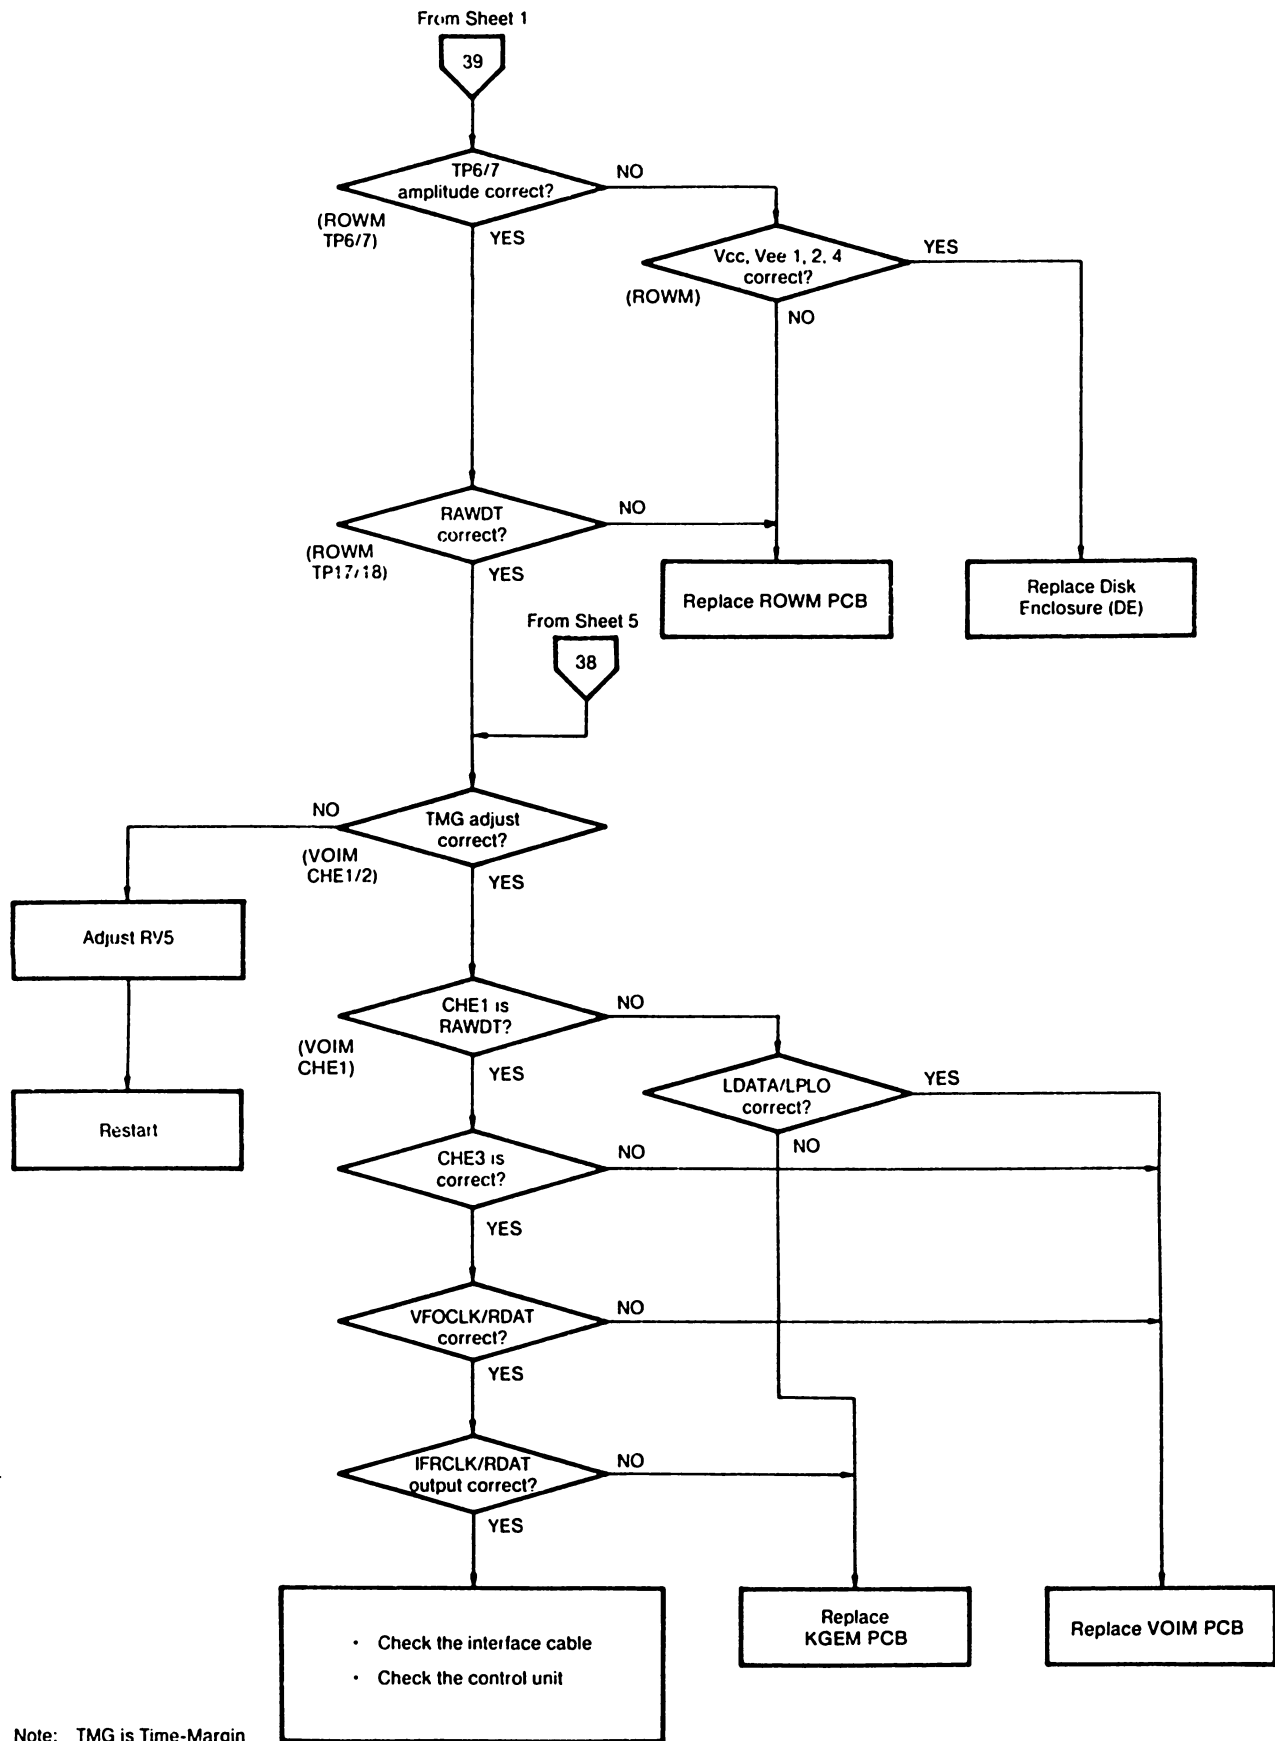 From Sheet 1
39
TP6/7
amplitude correct?
NO
(ROWM
TP6/7)
YES
Vcc, Vee 1, 2, 4
correct?
YES
(ROWM)
NO
RAWDT
correct?
NO
(ROWM
TP17/18)
YES
Replace ROWM PCB
Replace Disk
Enclosure (DE)
From Sheet 5
38
NO
TMG adjust
correct?
(VOIM
CHE1/2)
YES
Adjust RV5
CHE1 is
RAWDT?
NO
(VOIM
CHE1)
YES
LDATA/LPLO
correct?
YES
NO
Restart
CHE3 is
correct?
NO
YES
VFOCLK/RDAT
correct?
NO
YES
IFRCLK/RDAT
output correct?
NO
YES
· Check the interface cable
· Check the control unit
Replace
KGEM PCB
Replace VOIM PCB
Note: TMG is Time-Margin